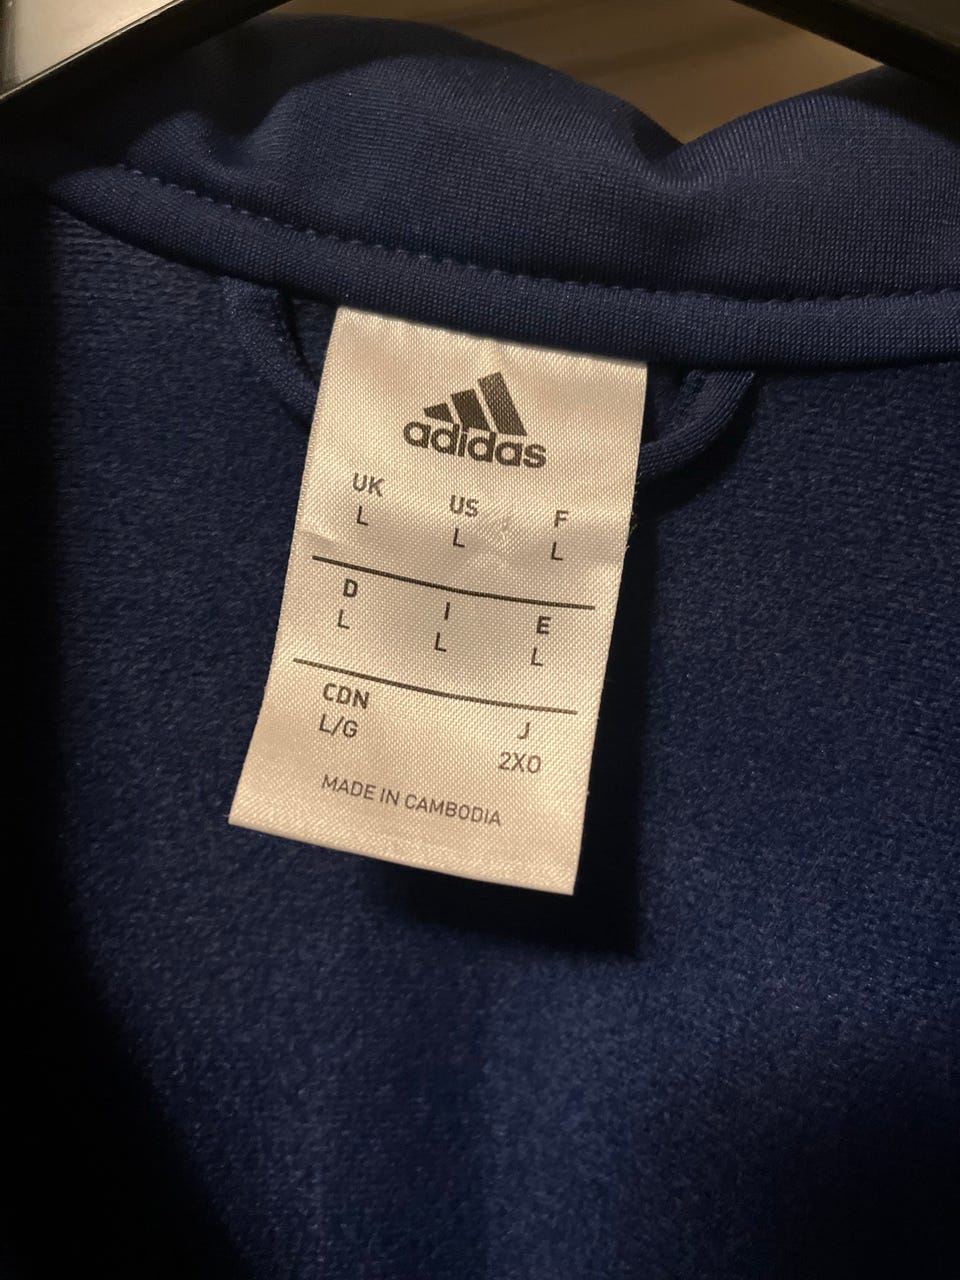 adidas
UK US F
L L L
D I E
L L L
CDN J
L/G 2XO
MADE IN CAMBODIA